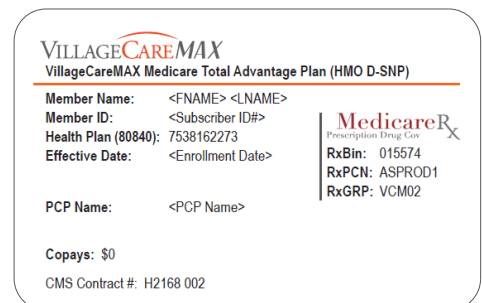 VILLAGECAREMAX
VillageCareMAX Medicare Total Advantage Plan (HMO D-SNP)
Member Name: <FNAME> <LNAME>
Member ID: <Subscriber ID#>
Health Plan (80840): 7538162273
Effective Date: <Enrollment Date>
PCP Name: <PCP Name>
Copays: $0
CMS Contract #: H2168 002
MedicareRx
Prescription Drug Cov
RxBin: 015574
RxPCN: ASPROD1
RxGRP: VCM02